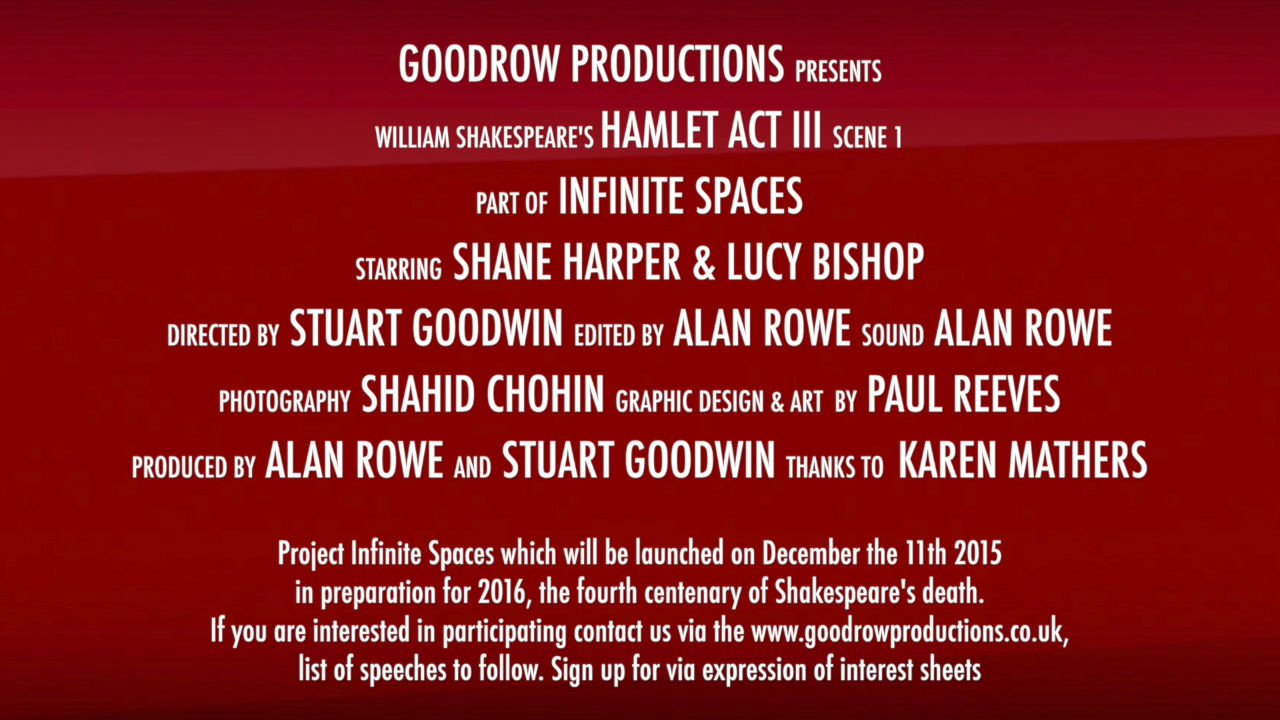 GOODROW PRODUCTIONS PRESENTS
WILLIAM SHAKESPEARE'S HAMLET ACT III SCENE 1
PART OF INFINITE SPACES
STARRING SHANE HARPER & LUCY BISHOP
DIRECTED BY STUART GOODWIN EDITED BY ALAN ROWE SOUND ALAN ROWE
PHOTOGRAPHY SHAHID CHOHIN GRAPHIC DESIGN & ART BY PAUL REEVES
PRODUCED BY ALAN ROWE AND STUART GOODWIN THANKS TO KAREN MATHERS
Project Infinite Spaces which will be launched on December the 11th 2015
in preparation for 2016, the fourth centenary of Shakespeare's death.
If you are interested in participating contact us via the www.goodrowproductions.co.uk,
list of speeches to follow. Sign up for via expression of interest sheets